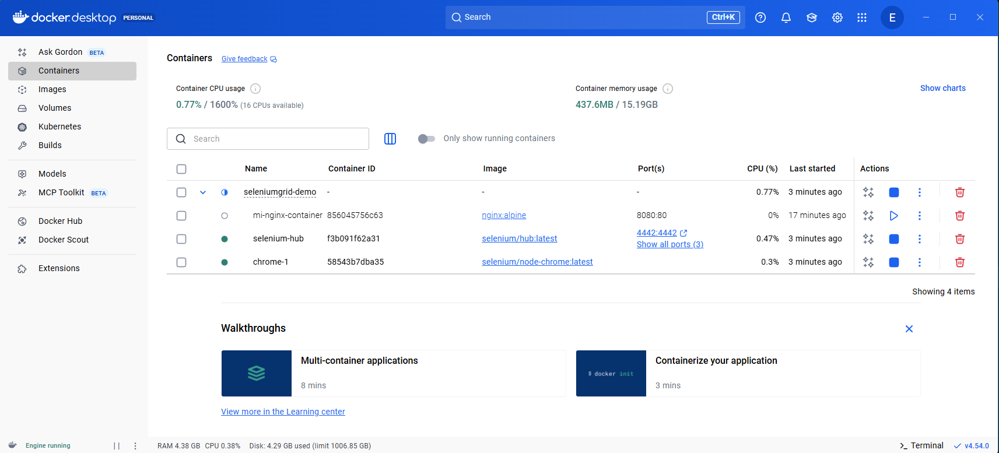 docker.desktop PERSONAL
Search Ctrl+K
E
Ask Gordon BETA
Containers
Images
Volumes
Kubernetes
Builds
Models
MCP Toolkit BETA
Docker Hub
Docker Scout
Extensions
Containers Give feedback
Container CPU usage
0.77% / 1600% (16 CPUs available)
Container memory usage
437.6MB / 15.19GB
Show charts
Search
Only show running containers
Name Container ID Image Port(s) CPU (%) Last started Actions
seleniumgrid-demo - - - 0.77% 3 minutes ago
mi-nginx-container 856045756c63 nginx:alpine 8080:80 0% 17 minutes ago
selenium-hub f3b091f62a31 selenium/hub:latest 4442:4442 0.47% 3 minutes ago
Show all ports (3)
chrome-1 58543b7dba35 selenium/node-chrome:latest 0.3% 3 minutes ago
Showing 4 items
Walkthroughs
Multi-container applications
8 mins
$ docker init
Containerize your application
3 mins
View more in the Learning center
Engine running
RAM 4.38 GB CPU 0.38% Disk: 4.29 GB used (limit 1006.85 GB)
>_ Terminal
v4.54.0